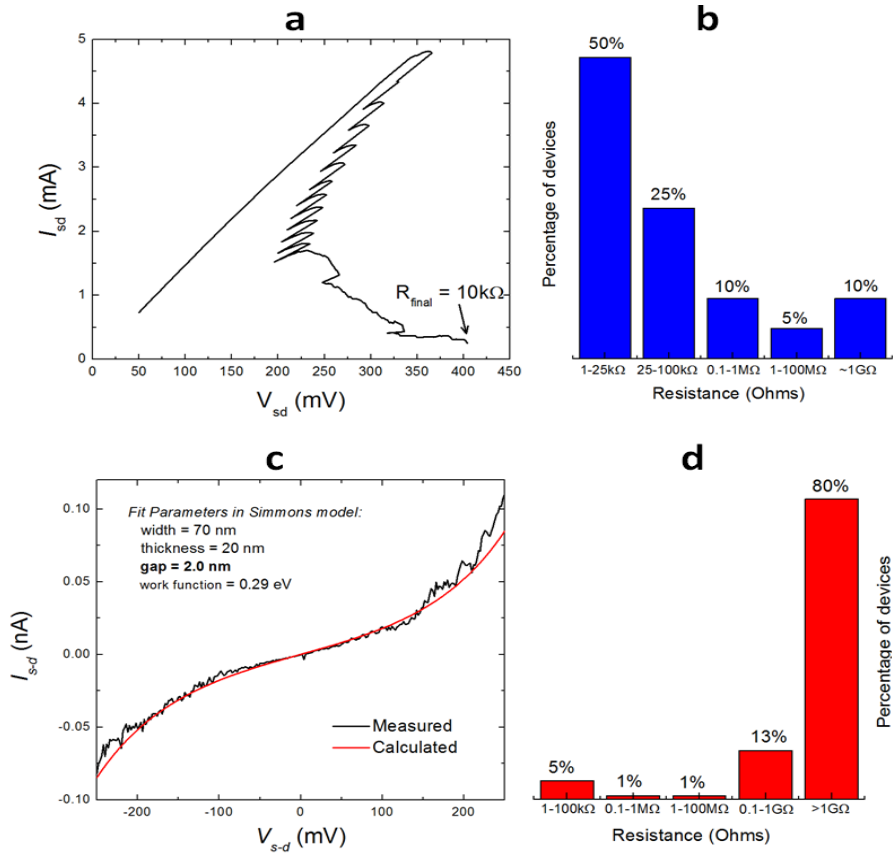 a
5
4
3
2
1
0
I_sd (mA)
R_final = 10kΩ
0 50 100 150 200 250 300 350 400 450
V_sd (mV)
b
50%
25%
10%
5%
10%
Percentage of devices
1-25kΩ 25-100kΩ 0.1-1MΩ 1-100MΩ ~1GΩ
Resistance (Ohms)
c
0.10
0.05
0.00
-0.05
-0.10
I_s-d (nA)
Fit Parameters in Simmons model:
width = 70 nm
thickness = 20 nm
gap = 2.0 nm
work function = 0.29 eV
Measured
Calculated
-200 -100 0 100 200
V_s-d (mV)
d
5%
1%
1%
13%
80%
Percentage of devices
1-100kΩ 0.1-1MΩ 1-100MΩ 0.1-1GΩ >1GΩ
Resistance (Ohms)